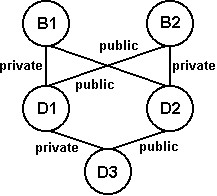 B1 B2
public
private private
public
D1 D2
private public
D3